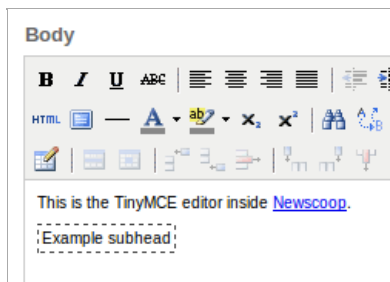 Body
B I U ABC
HTML A ab x₂ x² A B
This is the TinyMCE editor inside Newscoop.
Example subhead